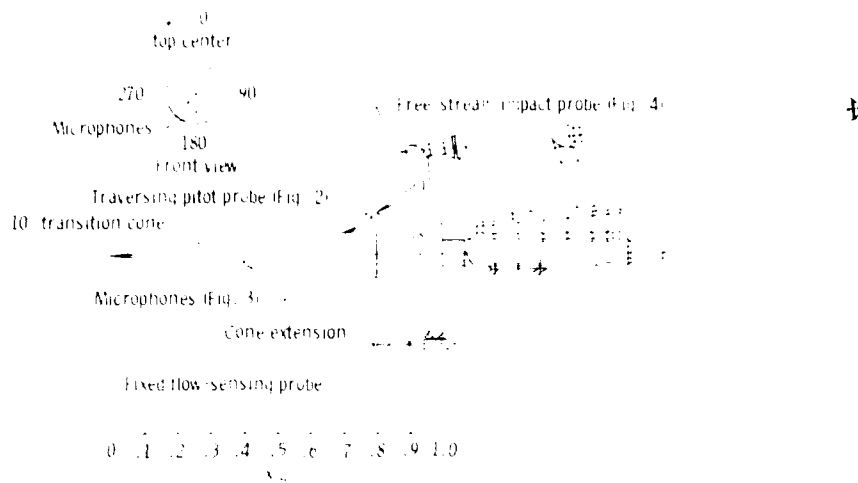 0
top center
270 90
Microphones
180
Front view
Free-stream impact probe (Fig. 4)
Traversing pitot probe (Fig. 2)
10 transition cone
Microphones (Fig. 3)
Cone extension
Fixed flow-sensing probe
0 .1 .2 .3 .4 .5 .6 .7 .8 .9 1.0